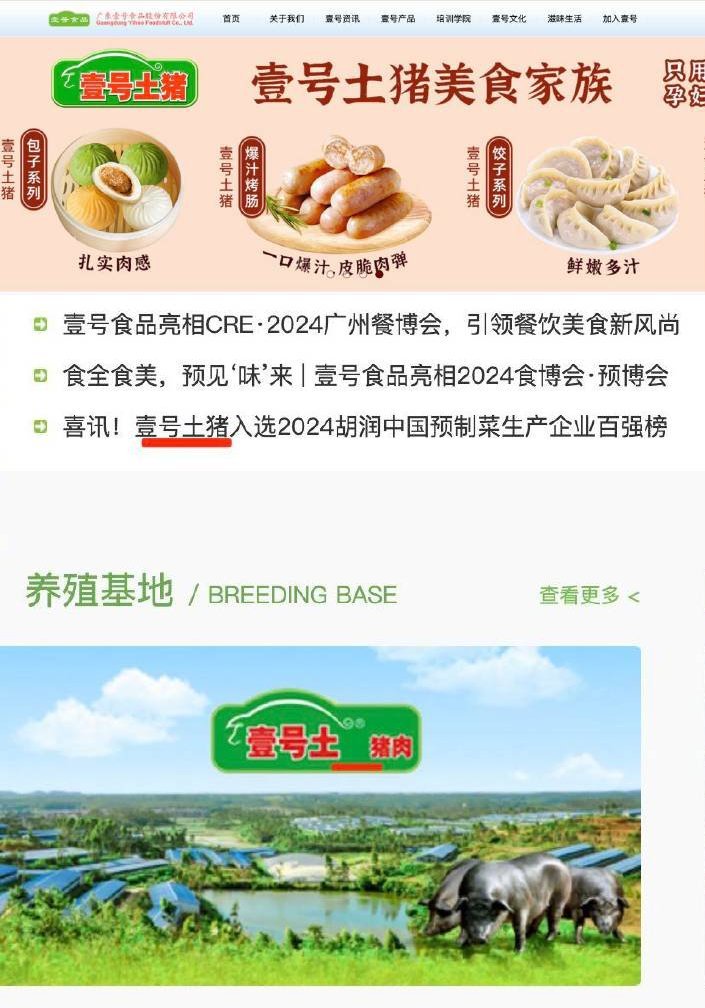 壹号食品 广东壹号食品股份有限公司
Guangdong Yihao Foodstuff Co., Ltd.
首页 关于我们 壹号资讯 壹号产品 培训学院 壹号文化 滋味生活 加入壹号
壹号土猪
壹号土猪美食家族
只用
孕妇
壹号土猪
包子系列
扎实肉感
壹号土猪
爆汁烤肠
一口爆汁,皮脆肉弹
壹号土猪
饺子系列
鲜嫩多汁
壹号食品亮相CRE·2024广州餐博会，引领餐饮美食新风尚
食全食美，预见‘味’来 | 壹号食品亮相2024食博会·预博会
喜讯！壹号土猪入选2024胡润中国预制菜生产企业百强榜
养殖基地 / BREEDING BASE
查看更多 <
壹号土 猪肉